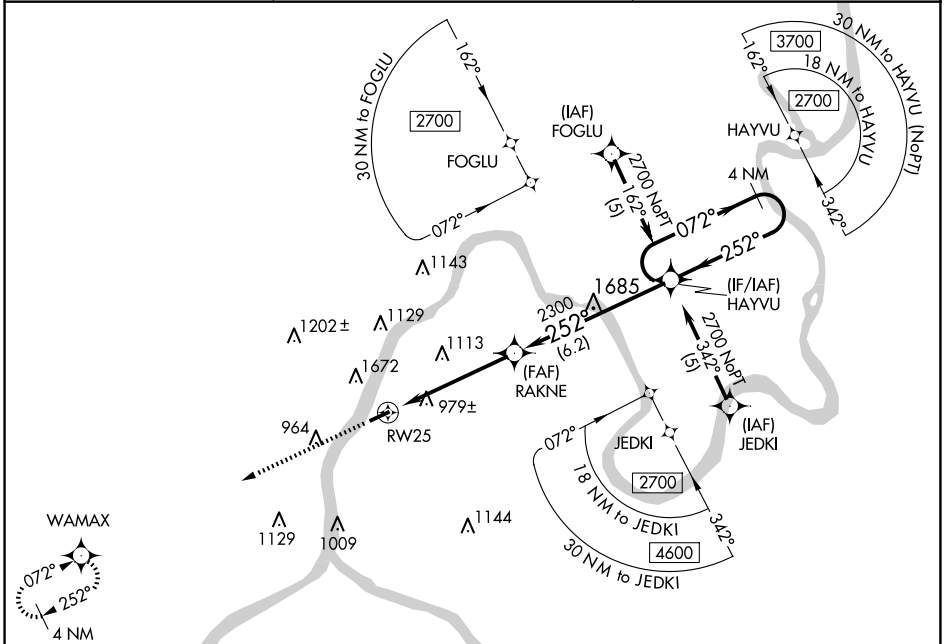 30 NM to FOGLU
162°
2700
FOGLU
072°
(IAF)
FOGLU
2700 NoPT
162°
(5)
4 NM
072°
252°
30 NM to HAYVU (NoPT)
3700
18 NM to HAYVU
162°
2700
HAYVU
342°
(IF/IAF)
HAYVU
1685
2300
252°
(6.2)
(FAF)
RAKNE
2700 NoPT
342°
(5)
(IAF)
JEDKI
1143
1202±
1129
1672
1113
979±
964
RW25
072°
JEDKI
2700
18 NM to JEDKI
342°
4600
30 NM to JEDKI
1144
1129
1009
WAMAX
072°
252°
4 NM